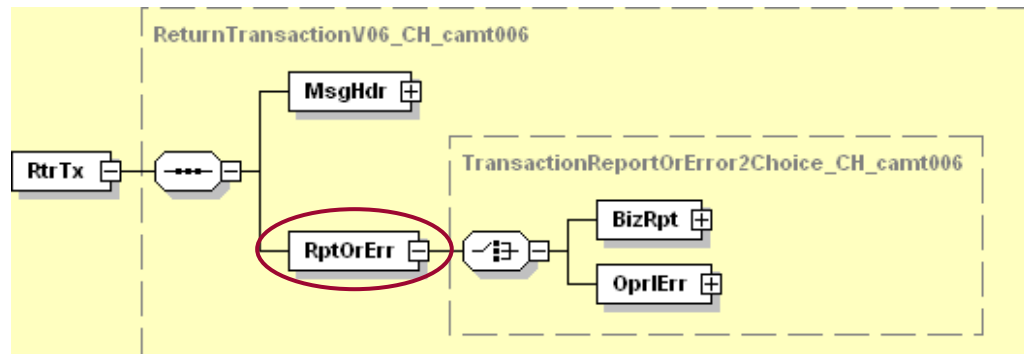 ReturnTransactionV06_CH_camt006
MsgHdr
RtrTx
TransactionReportOrError2Choice_CH_camt006
BizRpt
RptOrErr
OprlErr